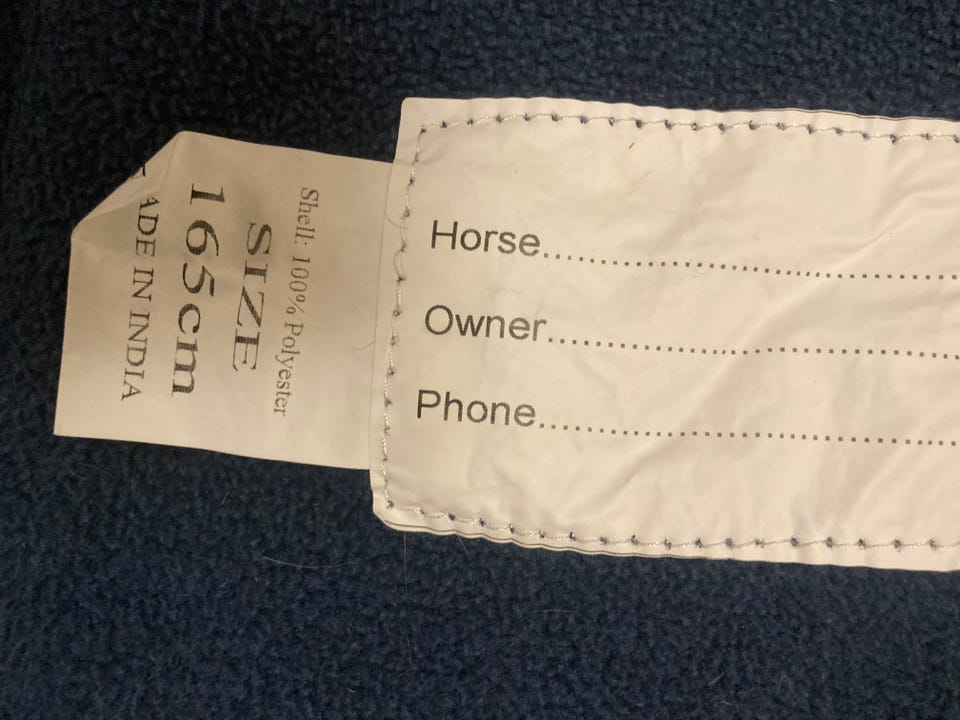 Shell: 100% Polyester
SIZE
165cm
ADE IN INDIA
Horse
Owner
Phone